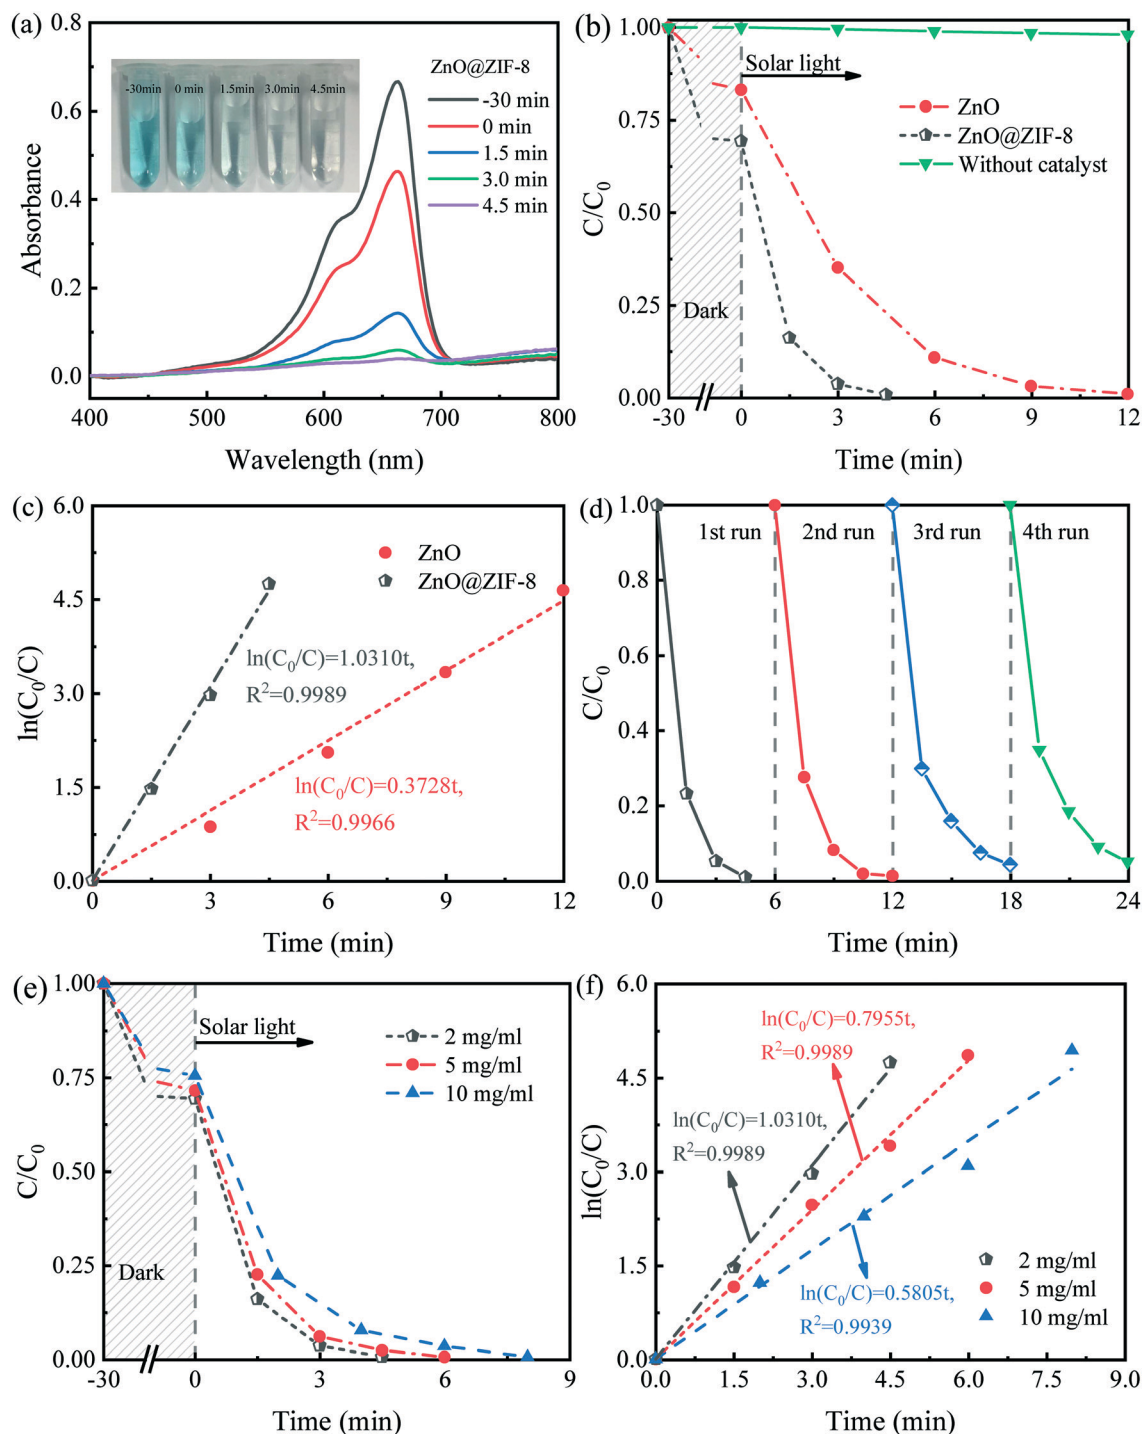 (a)
0.8
0.6
0.4
0.2
0.0
Absorbance
-30min 0 min 1.5min 3.0min 4.5min
ZnO@ZIF-8
-30 min
0 min
1.5 min
3.0 min
4.5 min
400 500 600 700 800
Wavelength (nm)
(b)
1.00
0.75
0.50
0.25
0.00
C/C0
Solar light
ZnO
ZnO@ZIF-8
Without catalyst
Dark
-30 0 3 6 9 12
Time (min)
(c)
6.0
4.5
3.0
1.5
0.0
ln(C0/C)
ZnO
ZnO@ZIF-8
ln(C0/C)=1.0310t,
R2=0.9989
ln(C0/C)=0.3728t,
R2=0.9966
0 3 6 9 12
Time (min)
(d)
1.0
0.8
0.6
0.4
0.2
0.0
C/C0
1st run 2nd run 3rd run 4th run
0 6 12 18 24
Time (min)
(e)
1.00
0.75
0.50
0.25
0.00
C/C0
Solar light
2 mg/ml
5 mg/ml
10 mg/ml
Dark
-30 0 3 6 9
Time (min)
(f)
6.0
4.5
3.0
1.5
0.0
ln(C0/C)
ln(C0/C)=0.7955t,
R2=0.9989
ln(C0/C)=1.0310t,
R2=0.9989
ln(C0/C)=0.5805t,
R2=0.9939
2 mg/ml
5 mg/ml
10 mg/ml
0.0 1.5 3.0 4.5 6.0 7.5 9.0
Time (min)